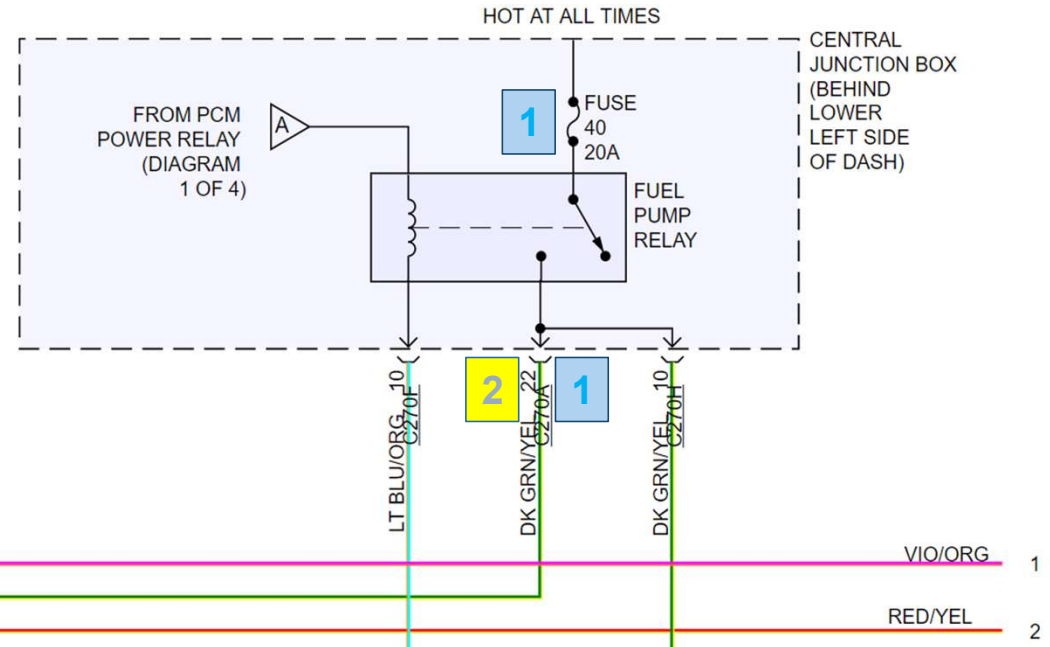 HOT AT ALL TIMES
CENTRAL
JUNCTION BOX
(BEHIND
LOWER
LEFT SIDE
OF DASH)
FROM PCM
POWER RELAY
(DIAGRAM
1 OF 4)
A
1
FUSE
40
20A
FUEL
PUMP
RELAY
10
C270F
LT BLU/ORG
2
22
C270A
DK GRN/YEL
1
10
C270H
DK GRN/YEL
VIO/ORG 1
RED/YEL 2